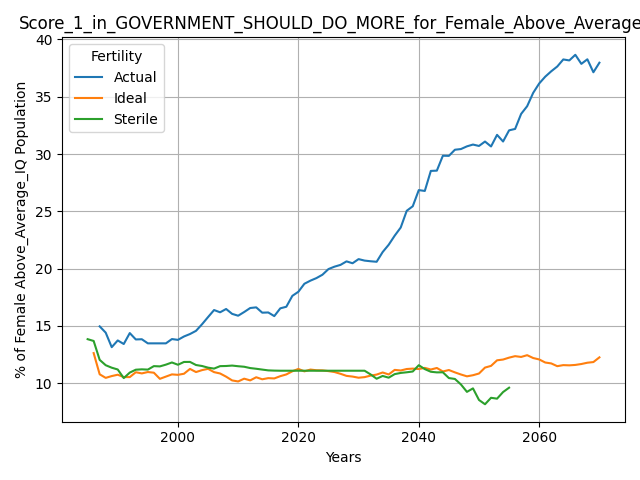 Score_1_in_GOVERNMENT_SHOULD_DO_MORE_for_Female_Above_Average
Fertility
Actual
Ideal
Sterile
% of Female Above_Average_IQ Population
40
35
30
25
20
15
10
2000
2020
2040
2060
Years